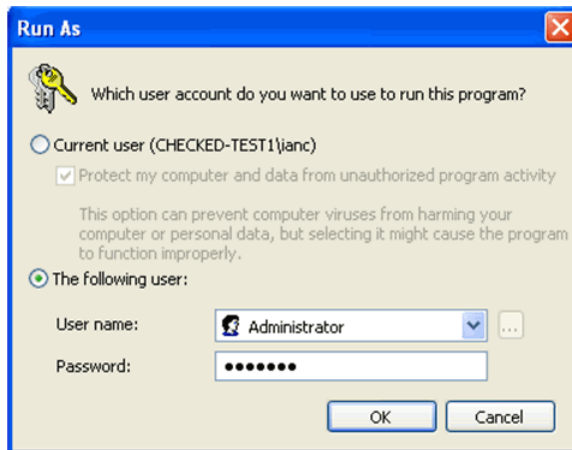 Run As
Which user account do you want to use to run this program?
Current user (CHECKED-TEST1\ianc)
Protect my computer and data from unauthorized program activity
This option can prevent computer viruses from harming your
computer or personal data, but selecting it might cause the program
to function improperly.
The following user:
User name: Administrator ...
Password: •••••••
OK Cancel